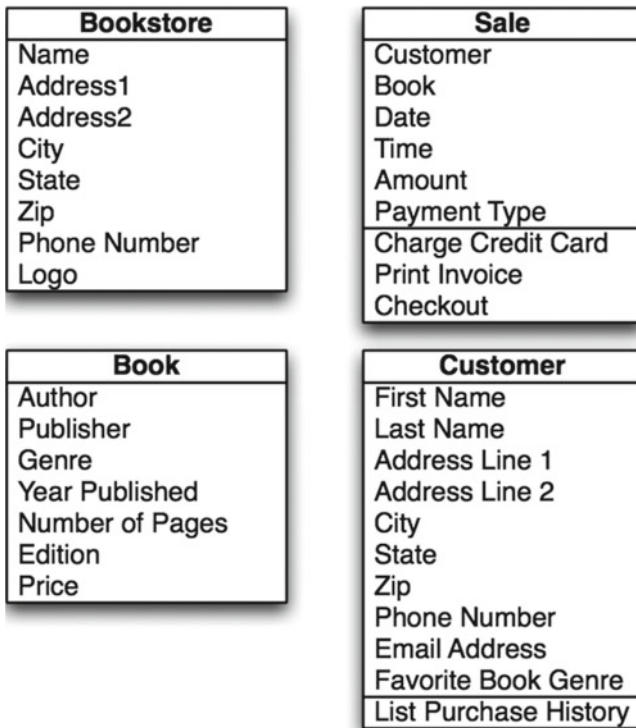 Bookstore
Name
Address1
Address2
City
State
Zip
Phone Number
Logo
Sale
Customer
Book
Date
Time
Amount
Payment Type
Charge Credit Card
Print Invoice
Checkout
Book
Author
Publisher
Genre
Year Published
Number of Pages
Edition
Price
Customer
First Name
Last Name
Address Line 1
Address Line 2
City
State
Zip
Phone Number
Email Address
Favorite Book Genre
List Purchase History